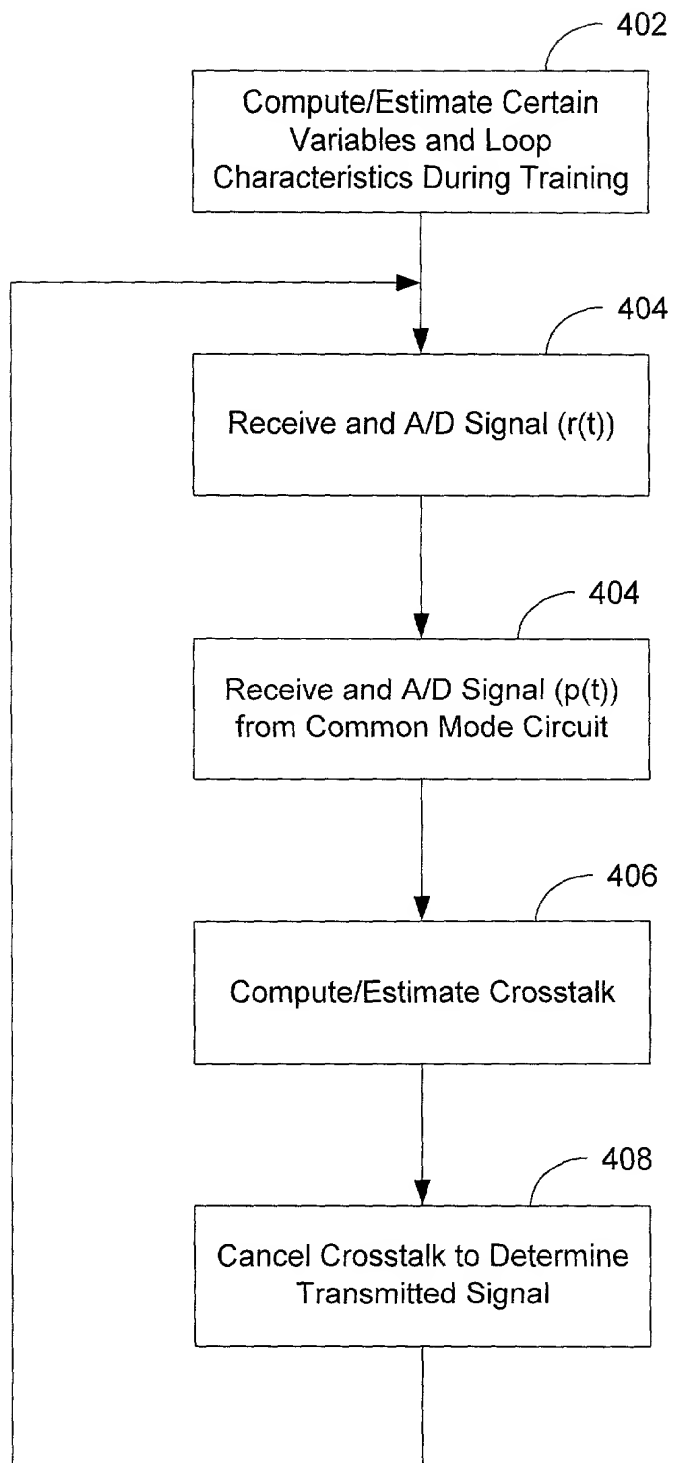 402
Compute/Estimate Certain
Variables and Loop
Characteristics During Training
404
Receive and A/D Signal (r(t))
404
Receive and A/D Signal (p(t))
from Common Mode Circuit
406
Compute/Estimate Crosstalk
408
Cancel Crosstalk to Determine
Transmitted Signal